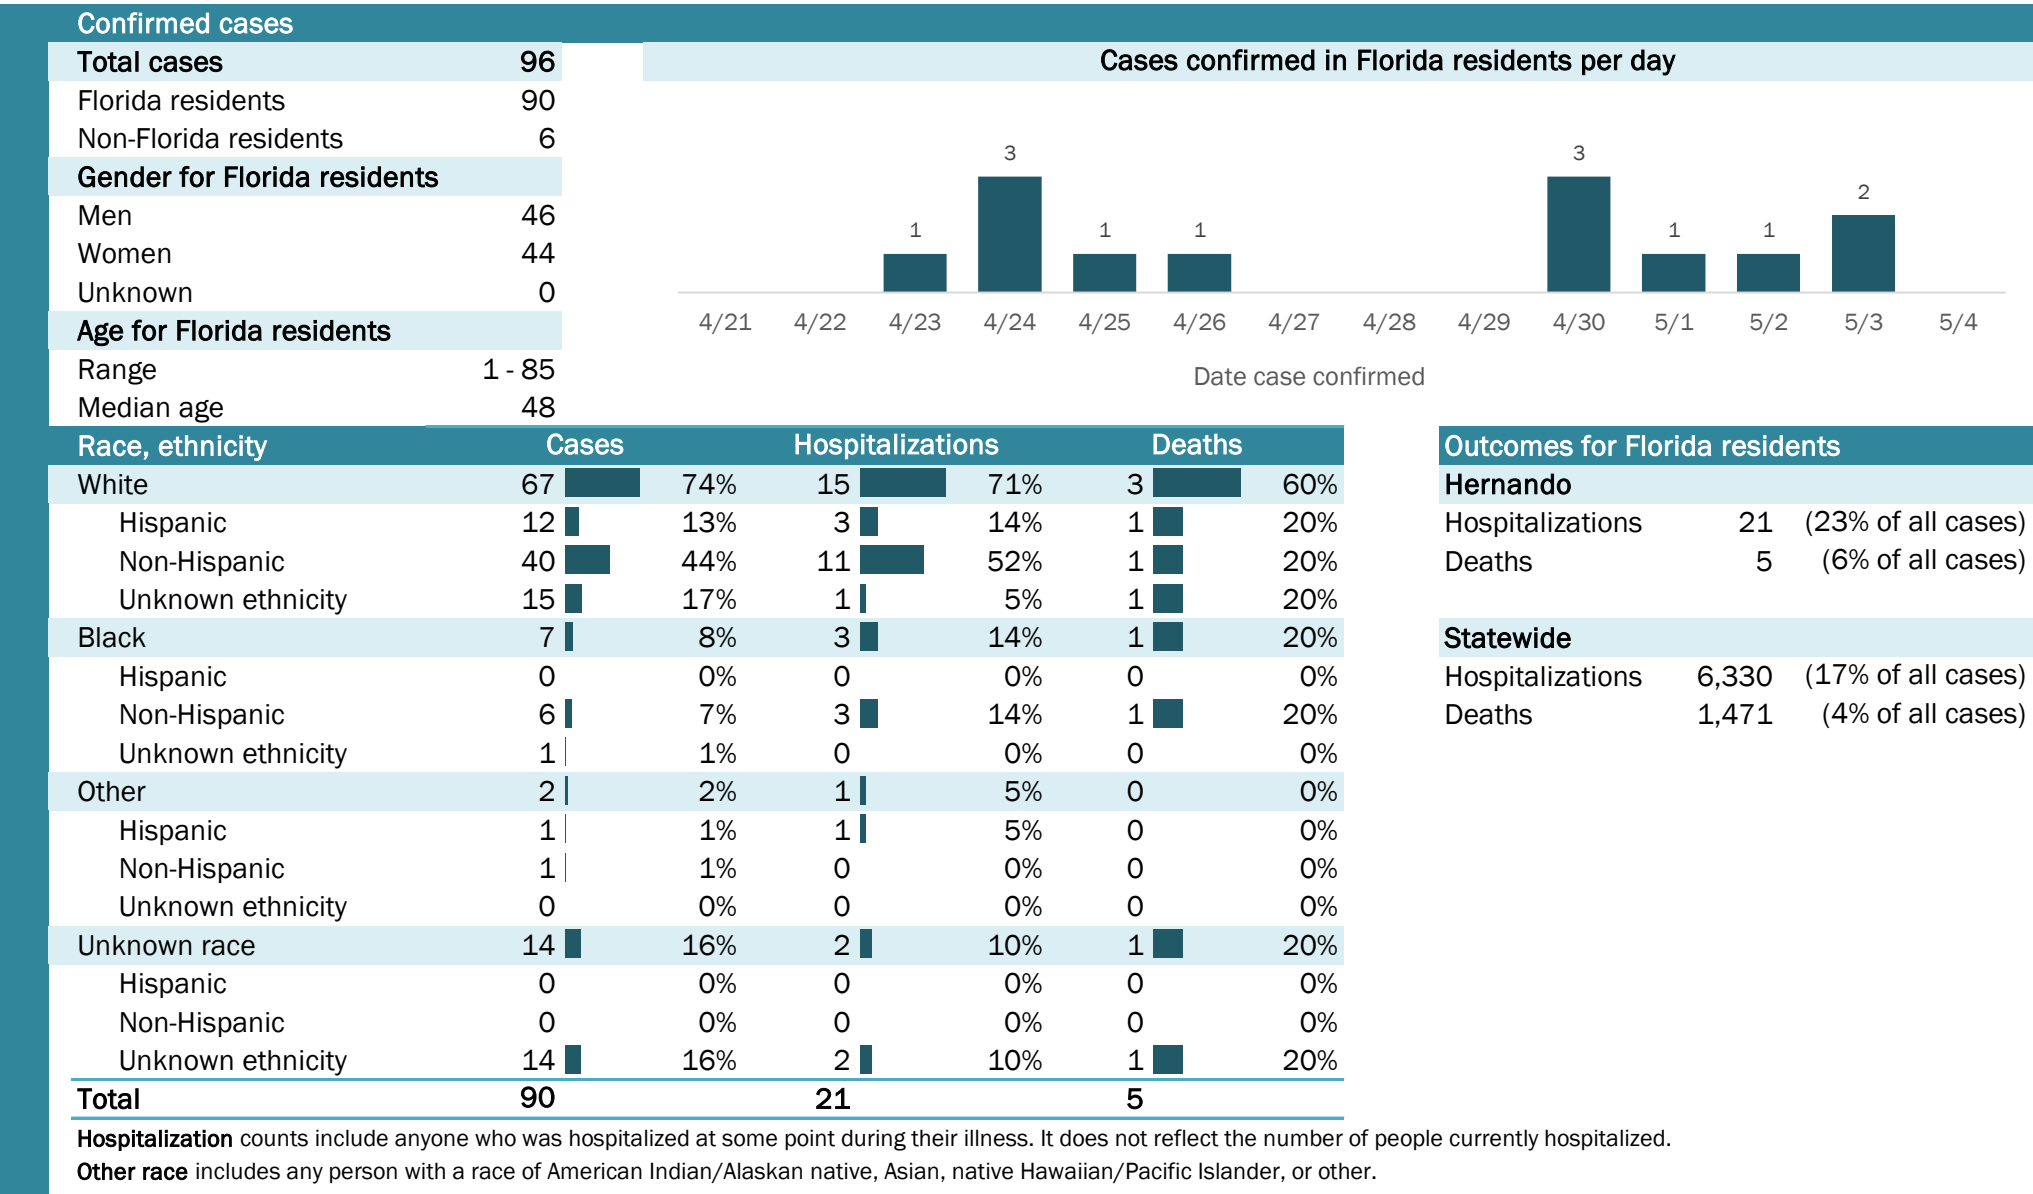 Confirmed cases
Total cases 96
Florida residents 90
Non-Florida residents 6
Gender for Florida residents
Men 46
Women 44
Unknown 0
Age for Florida residents
Range 1 - 85
Median age 48
Cases confirmed in Florida residents per day
3 3
2
1 1 1 1 1
4/21 4/22 4/23 4/24 4/25 4/26 4/27 4/28 4/29 4/30 5/1 5/2 5/3 5/4
Date case confirmed
Race, ethnicity Cases Hospitalizations Deaths
White 67 74% 15 71% 3 60%
Hispanic 12 13% 3 14% 1 20%
Non-Hispanic 40 44% 11 52% 1 20%
Unknown ethnicity 15 17% 1 5% 1 20%
Black 7 8% 3 14% 1 20%
Hispanic 0 0% 0 0% 0 0%
Non-Hispanic 6 7% 3 14% 1 20%
Unknown ethnicity 1 1% 0 0% 0 0%
Other 2 2% 1 5% 0 0%
Hispanic 1 1% 1 5% 0 0%
Non-Hispanic 1 1% 0 0% 0 0%
Unknown ethnicity 0 0% 0 0% 0 0%
Unknown race 14 16% 2 10% 1 20%
Hispanic 0 0% 0 0% 0 0%
Non-Hispanic 0 0% 0 0% 0 0%
Unknown ethnicity 14 16% 2 10% 1 20%
Total 90 21 5
Outcomes for Florida residents
Hernando
Hospitalizations 21 (23% of all cases)
Deaths 5 (6% of all cases)
Statewide
Hospitalizations 6,330 (17% of all cases)
Deaths 1,471 (4% of all cases)
Hospitalization counts include anyone who was hospitalized at some point during their illness. It does not reflect the number of people currently hospitalized.
Other race includes any person with a race of American Indian/Alaskan native, Asian, native Hawaiian/Pacific Islander, or other.